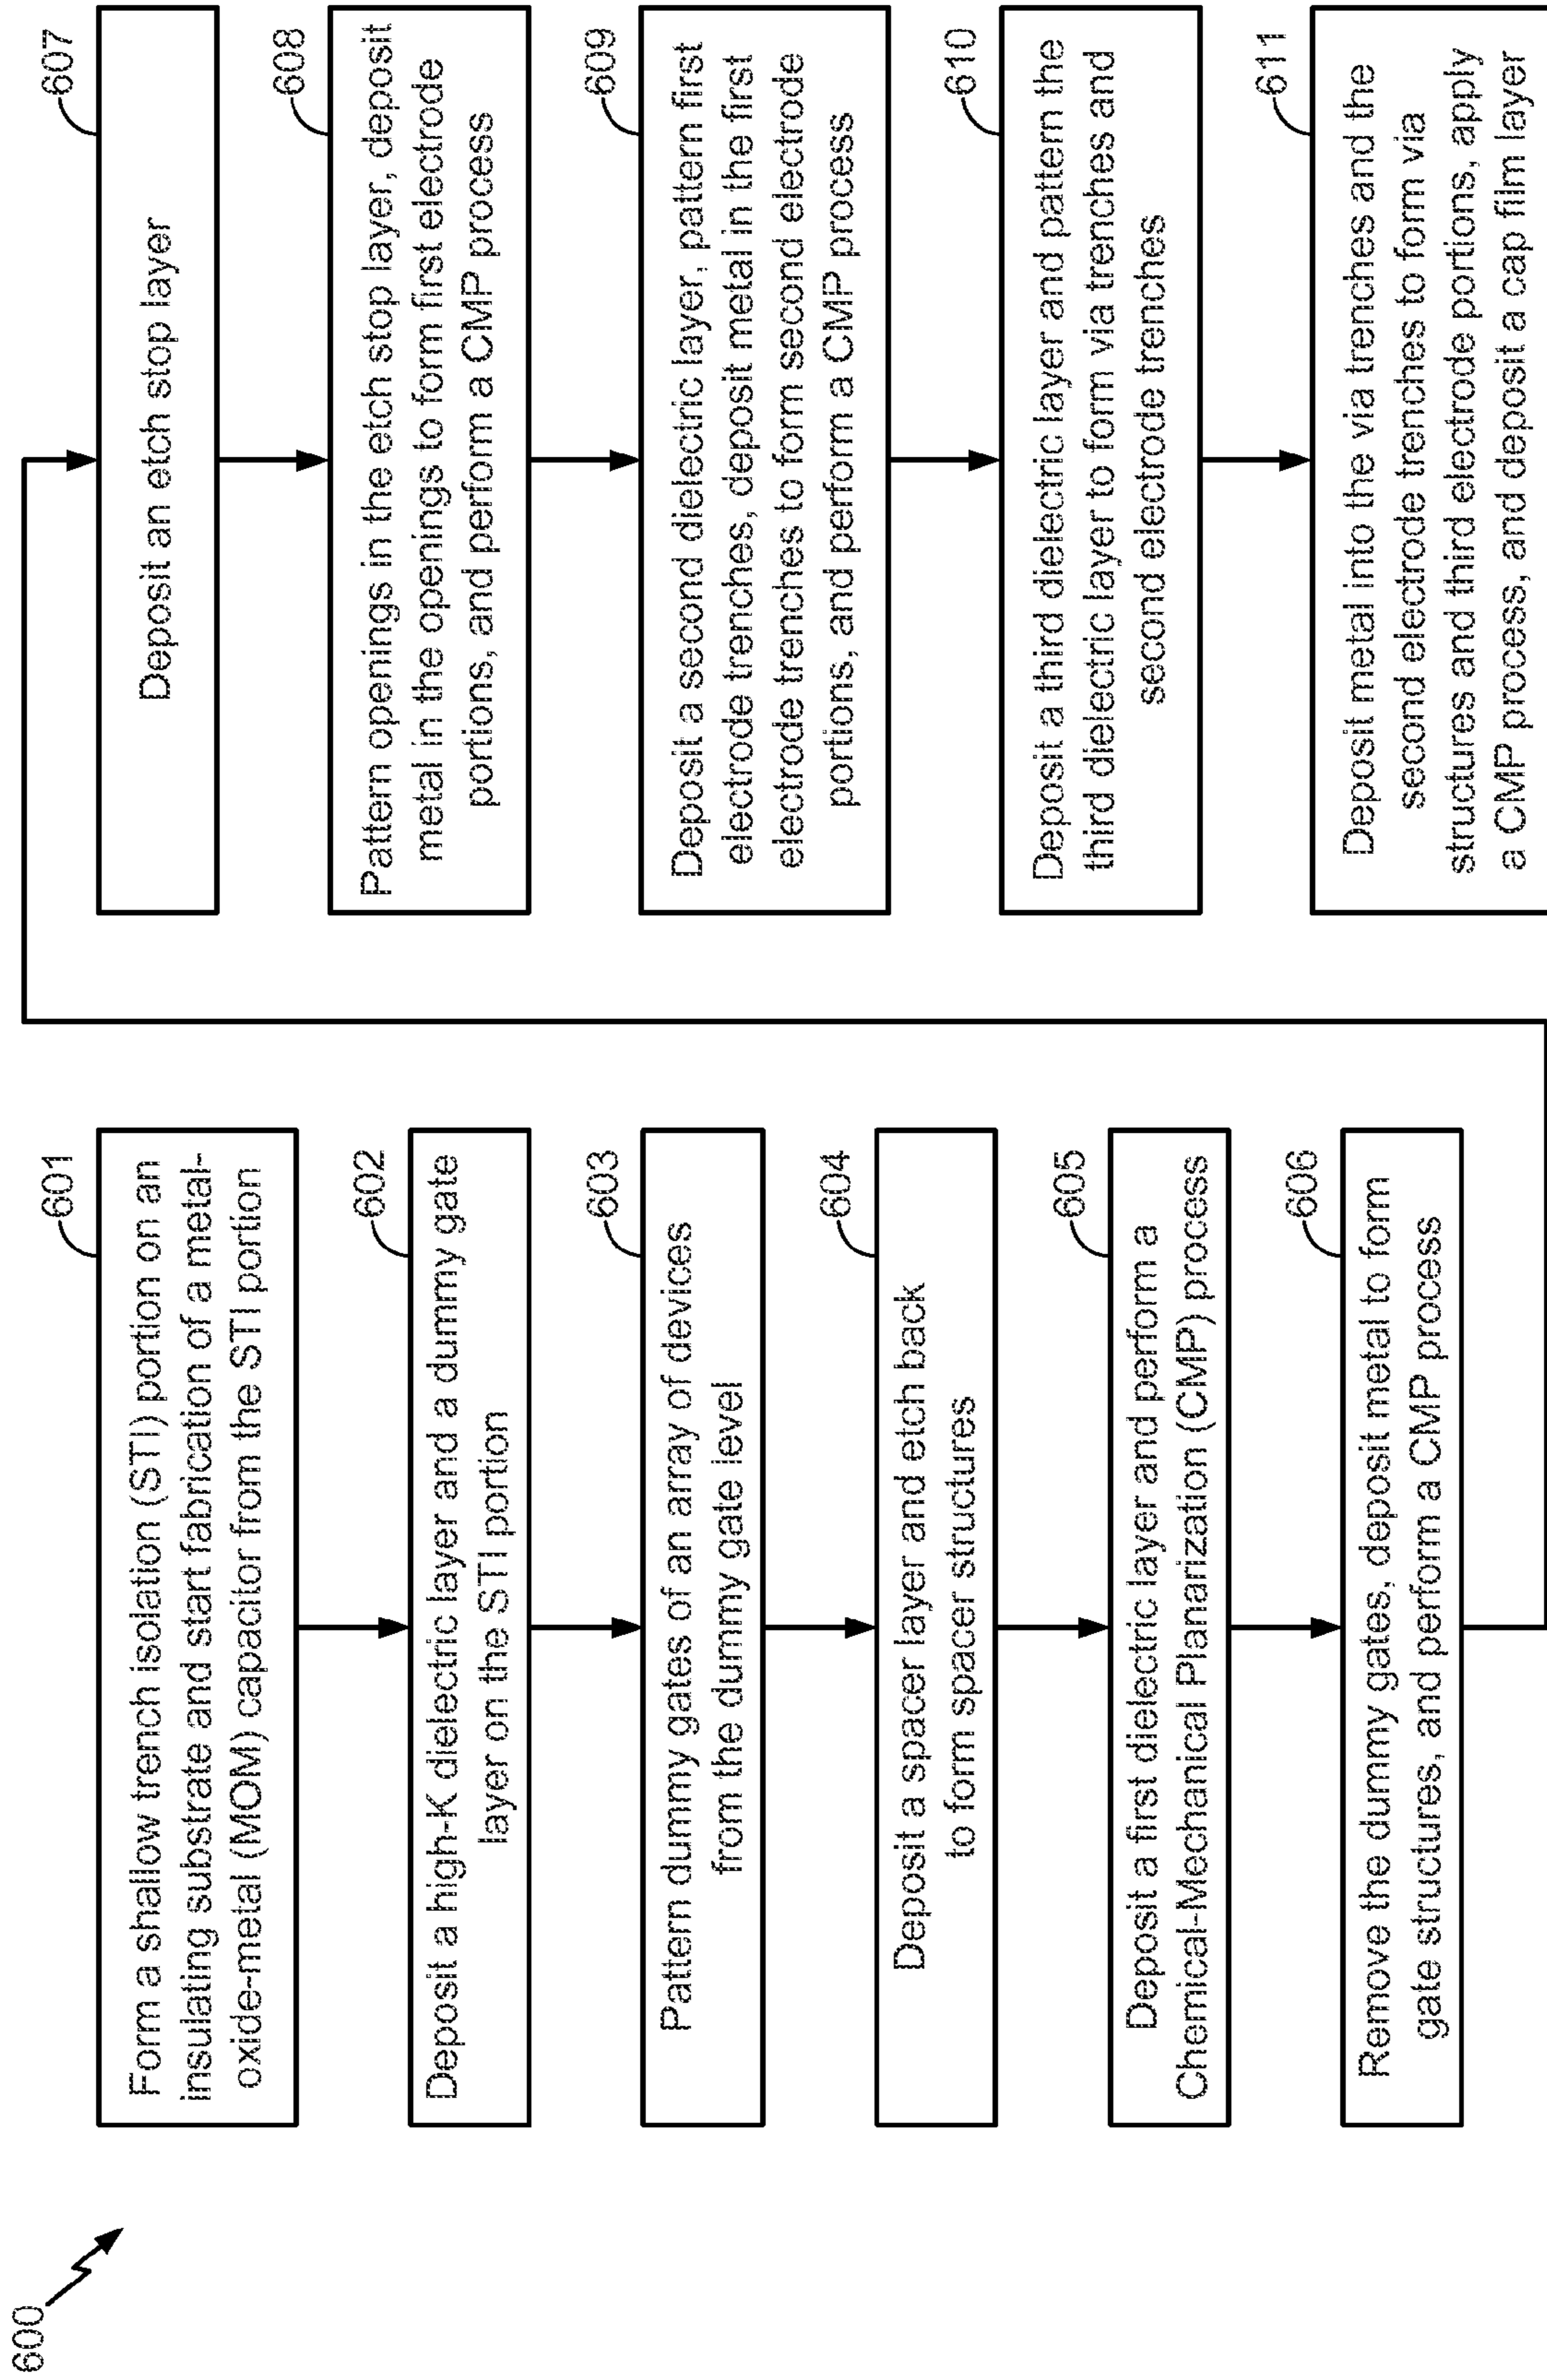 600
601
Form a shallow trench isolation (STI) portion on an
insulating substrate and start fabrication of a metal-
oxide-metal (MOM) capacitor from the STI portion
602
Deposit a high-K dielectric layer and a dummy gate
layer on the STI portion
603
Pattern dummy gates of an array of devices
from the dummy gate level
604
Deposit a spacer layer and etch back
to form spacer structures
605
Deposit a first dielectric layer and perform a
Chemical-Mechanical Planarization (CMP) process
606
Remove the dummy gates, deposit metal to form
gate structures, and perform a CMP process
607
Deposit an etch stop layer
608
Pattern openings in the etch stop layer, deposit
metal in the openings to form first electrode
portions, and perform a CMP process
609
Deposit a second dielectric layer, pattern first
electrode trenches, deposit metal in the first
electrode trenches to form second electrode
portions, and perform a CMP process
610
Deposit a third dielectric layer and pattern the
third dielectric layer to form via trenches and
second electrode trenches
611
Deposit metal into the via trenches and the
second electrode trenches to form via
structures and third electrode portions, apply
a CMP process, and deposit a cap film layer